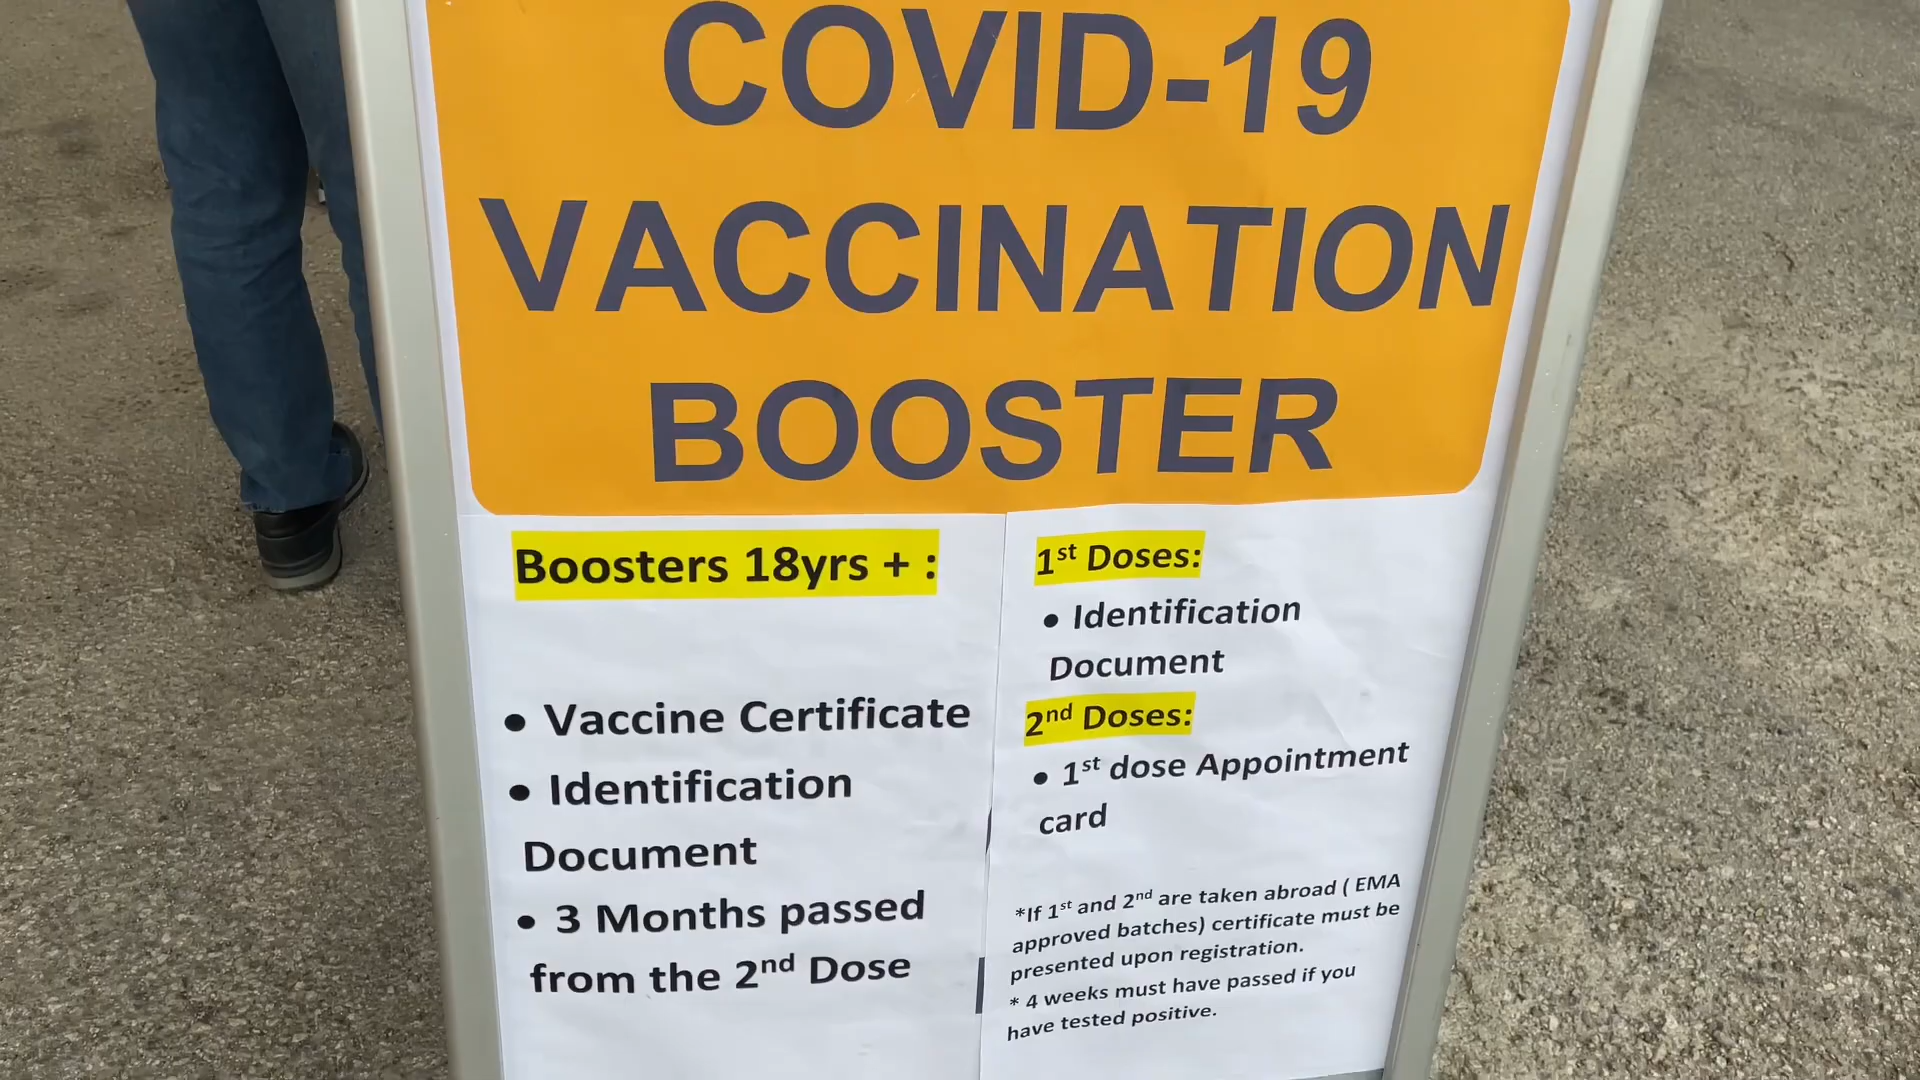 COVID-19
VACCINATION
BOOSTER
Boosters 18yrs + :
• Vaccine Certificate
• Identification
Document
• 3 Months passed
from the 2nd Dose
1st Doses:
• Identification
Document
2nd Doses:
• 1st dose Appointment
card
*If 1st and 2nd are taken abroad ( EMA
approved batches) certificate must be
presented upon registration.
* 4 weeks must have passed if you
have tested positive.